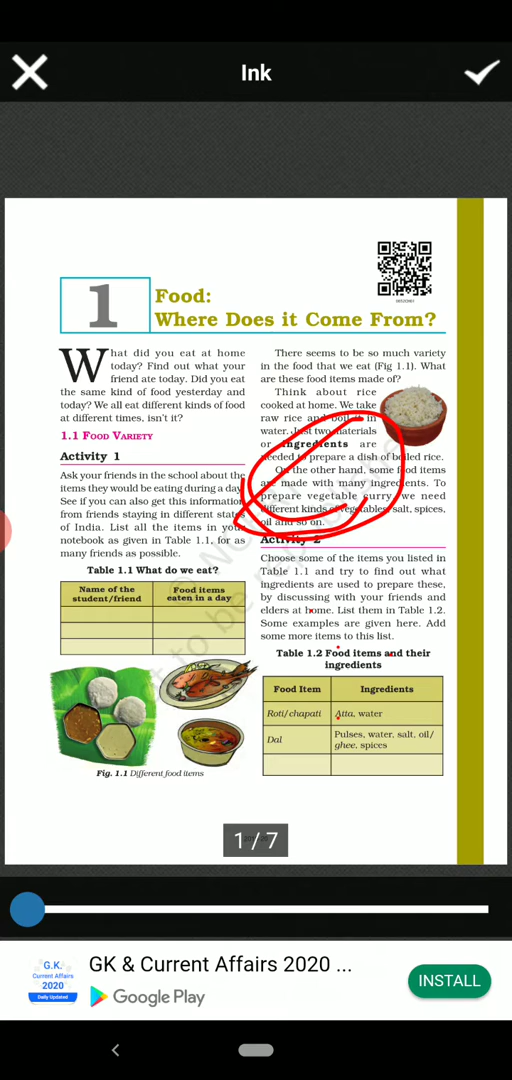 Ink
00320961
1
Food:
Where Does it Come From?
What did you eat at home
today? Find out what your
friend ate today. Did you eat
the same kind of food yesterday and
today? We all eat different kinds of food
at different times, isn't it?
1.1 FOOD VARIETY
Activity 1
Ask your friends in the school about the
items they would be eating during a day.
See if you can also get this information
from friends staying in different states
of India. List all the items in your
notebook as given in Table 1.1, for as
many friends as possible.
Table 1.1 What do we eat?
Name of the student/friend
Food items eaten in a day
Fig. 1.1 Different food items
There seems to be so much variety
in the food that we eat (Fig 1.1). What
are these food items made of?
Think about rice
cooked at home. We take
raw rice and boil it in
water. Just two materials
or ingredients are
needed to prepare a dish of boiled rice.
On the other hand, some food items
are made with many ingredients. To
prepare vegetable curry, we need
different kinds of vegetables, salt, spices,
oil and so on.
Activity 2
Choose some of the items you listed in
Table 1.1 and try to find out what
ingredients are used to prepare these,
by discussing with your friends and
elders at home. List them in Table 1.2.
Some examples are given here. Add
some more items to this list.
Table 1.2 Food items and their
ingredients
Food Item Ingredients
Roti/chapati Atta, water
Dal Pulses, water, salt, oil/
ghee, spices
1 / 7
G.K.
Current Affairs
2020
Daily Updated
GK & Current Affairs 2020 ...
Google Play
INSTALL